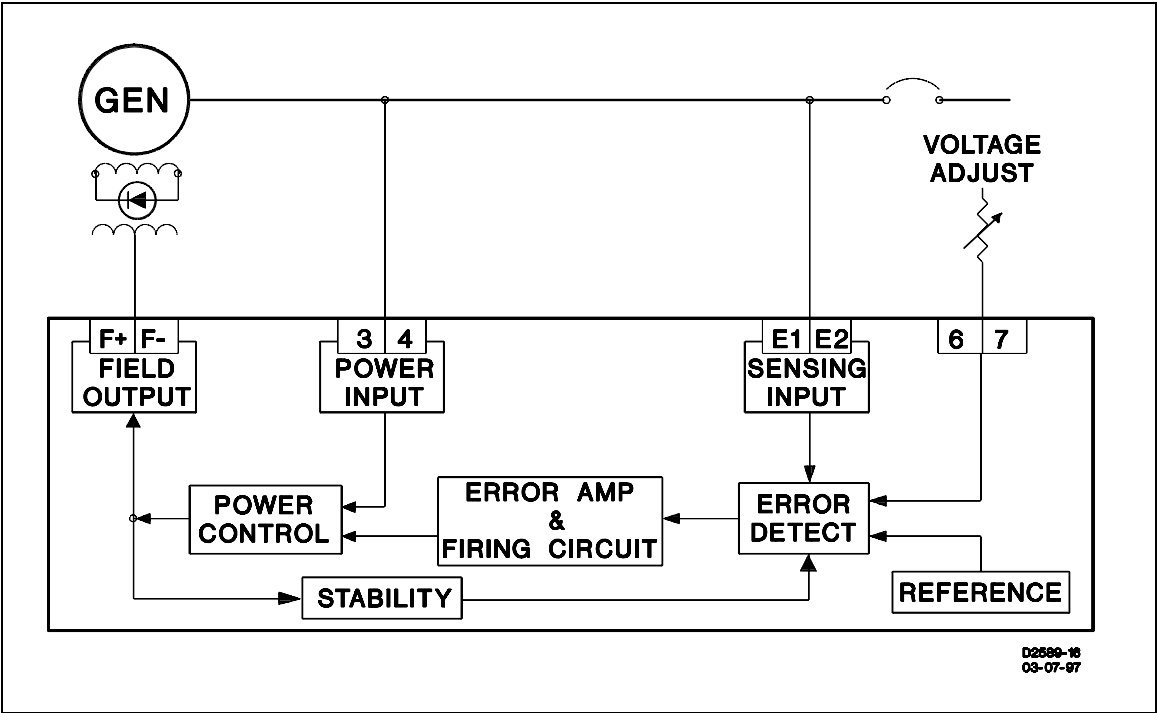 GEN
VOLTAGE
ADJUST
F+ F-
3 4
E1 E2
6 7
FIELD
OUTPUT
POWER
INPUT
SENSING
INPUT
POWER
CONTROL
ERROR AMP
&
FIRING CIRCUIT
ERROR
DETECT
STABILITY
REFERENCE
D2589-16
03-07-97